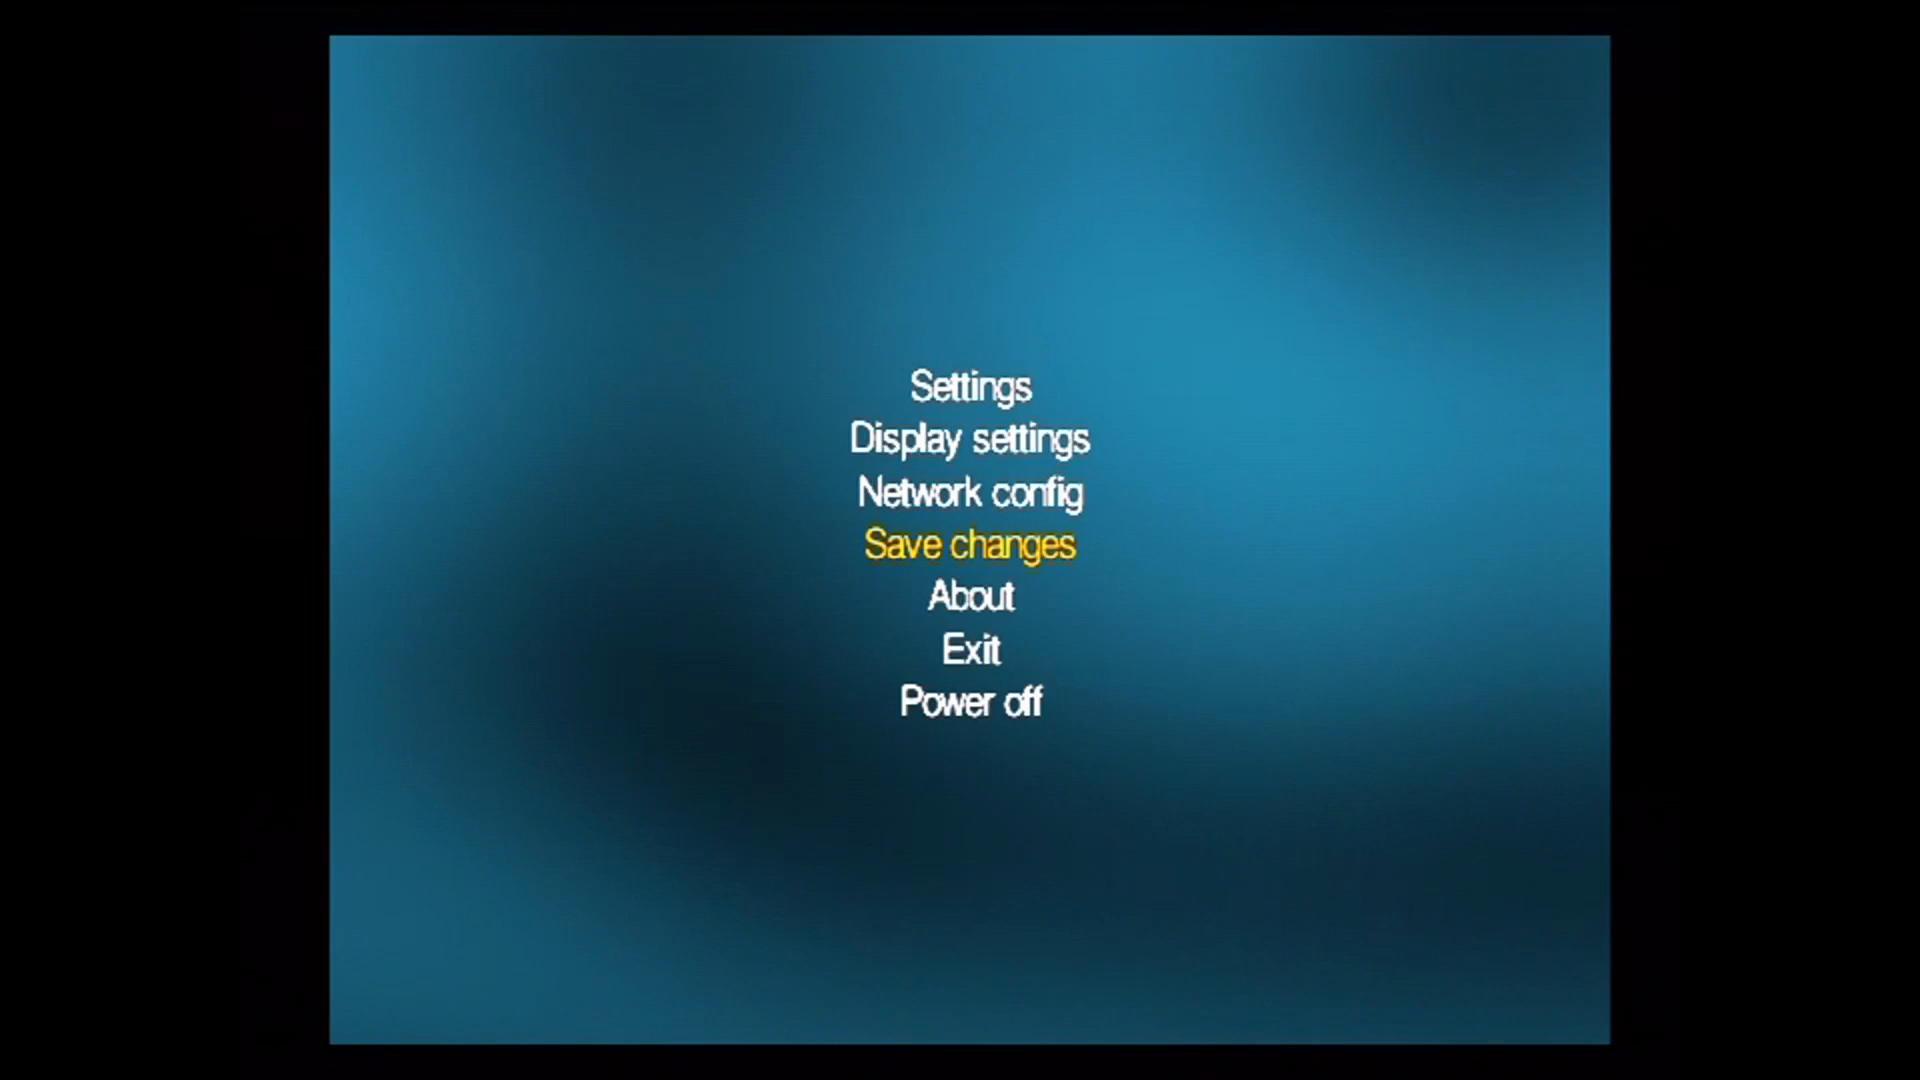 Settings
Display settings
Network config
Save changes
About
Exit
Power off